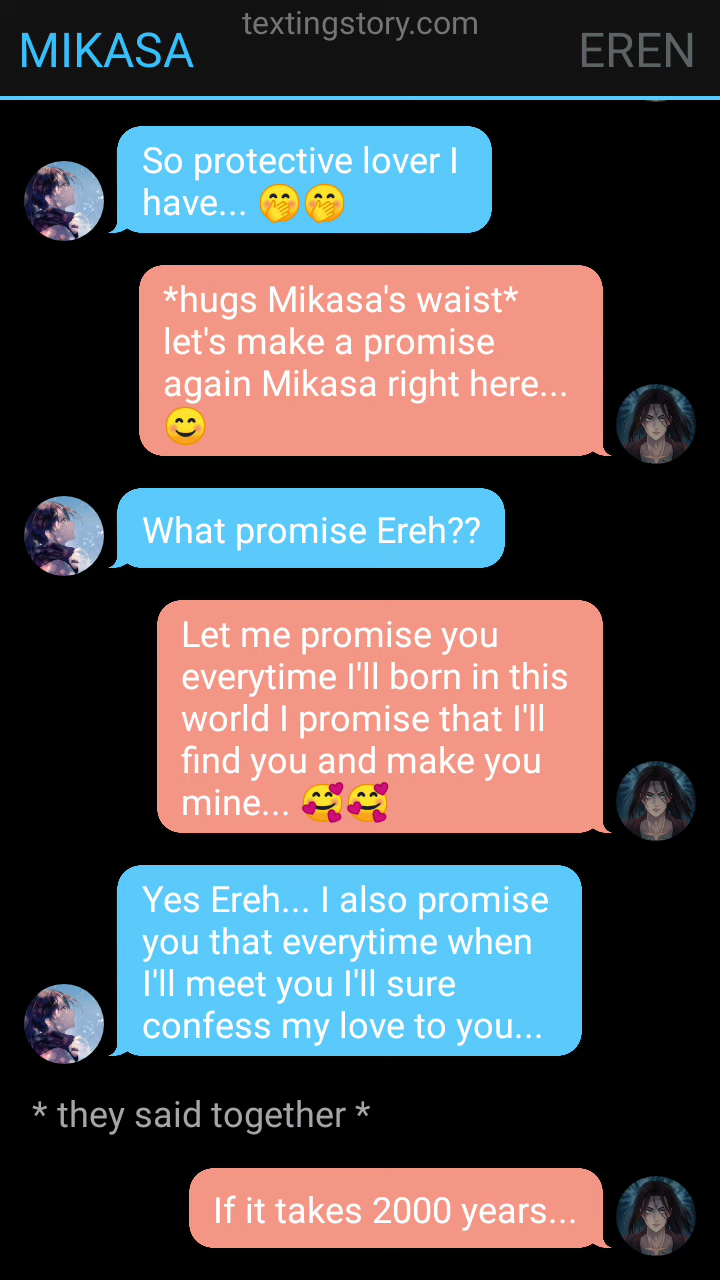 textingstory.com
MIKASA
EREN
So protective lover I
have... 🤭🤭
*hugs Mikasa's waist*
let's make a promise
again Mikasa right here...
😊
What promise Ereh??
Let me promise you
everytime I'll born in this
world I promise that I'll
find you and make you
mine... 🥰🥰
Yes Ereh... I also promise
you that everytime when
I'll meet you I'll sure
confess my love to you...
* they said together *
If it takes 2000 years...